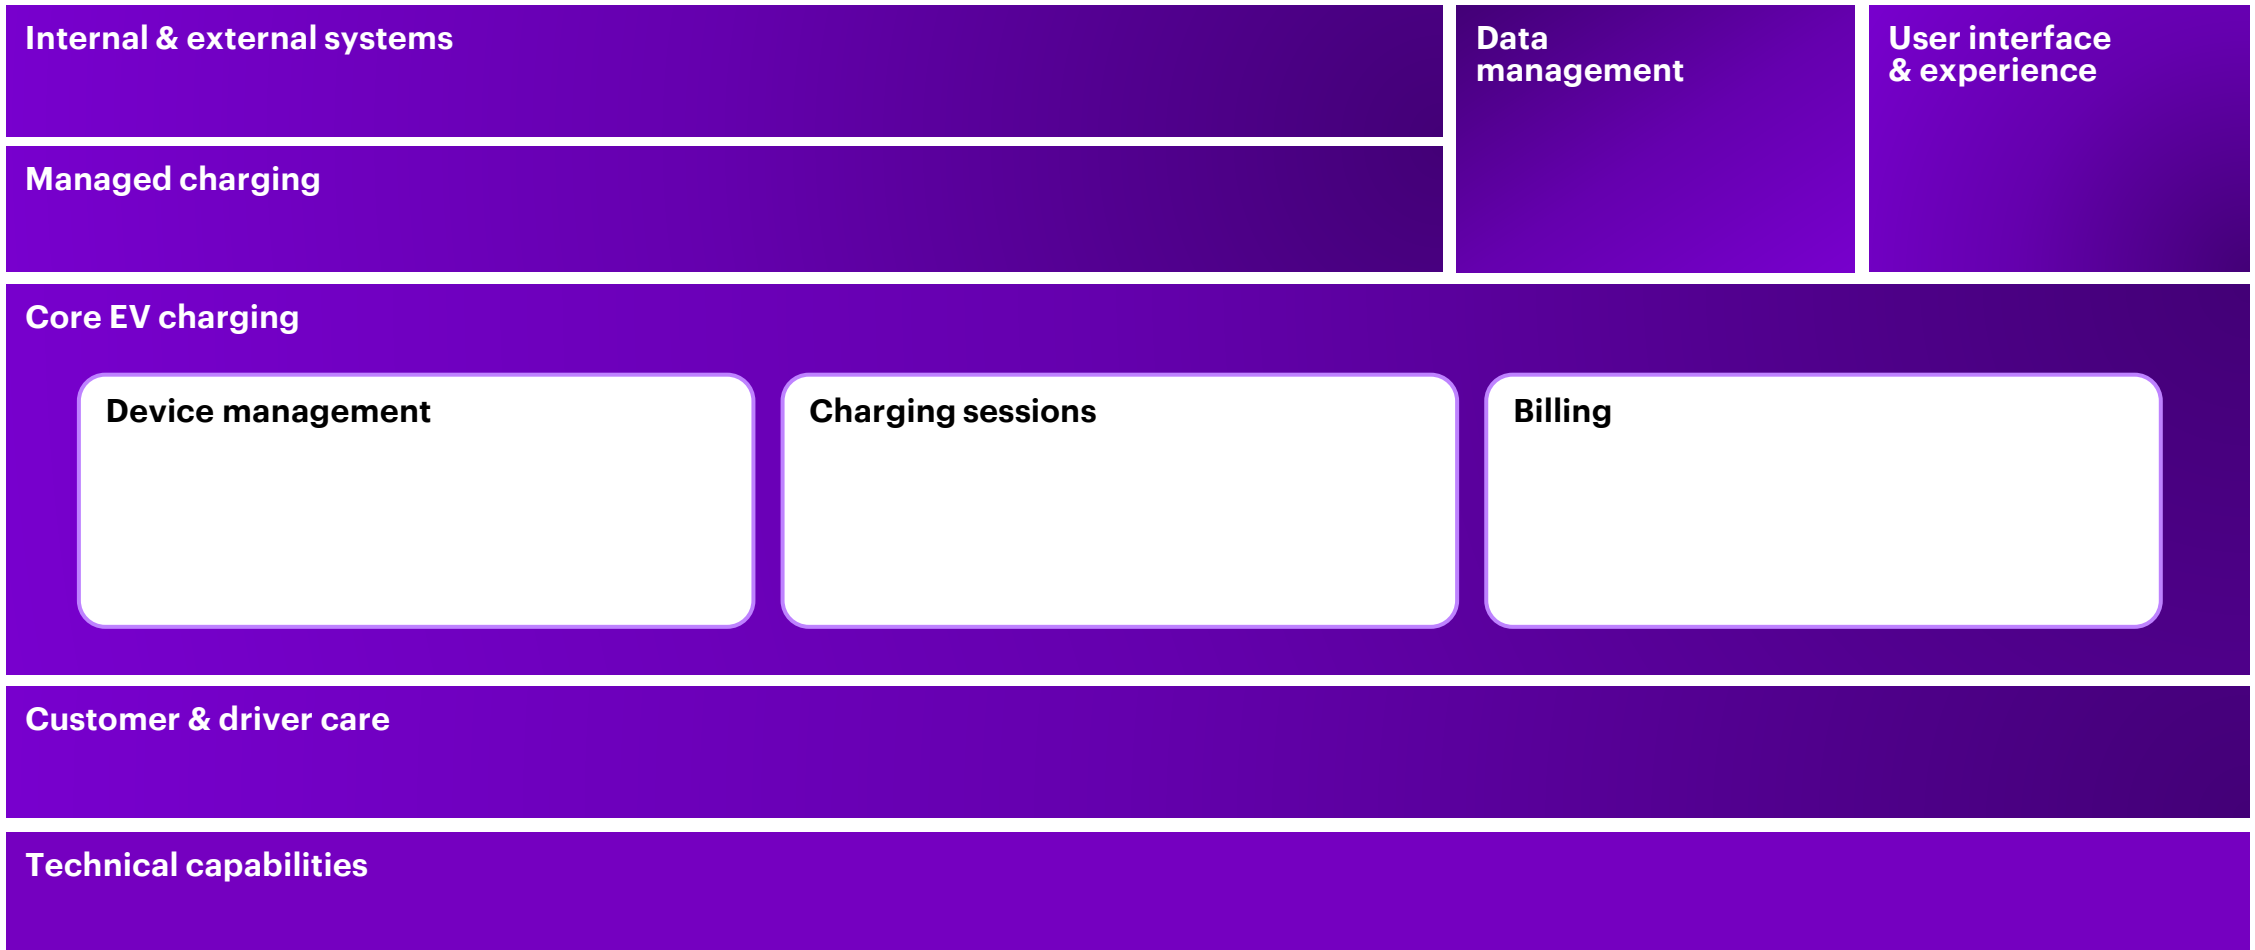 Internal & external systems
Data
management
User interface
& experience
Managed charging
Core EV charging
Device management
Charging sessions
Billing
Customer & driver care
Technical capabilities